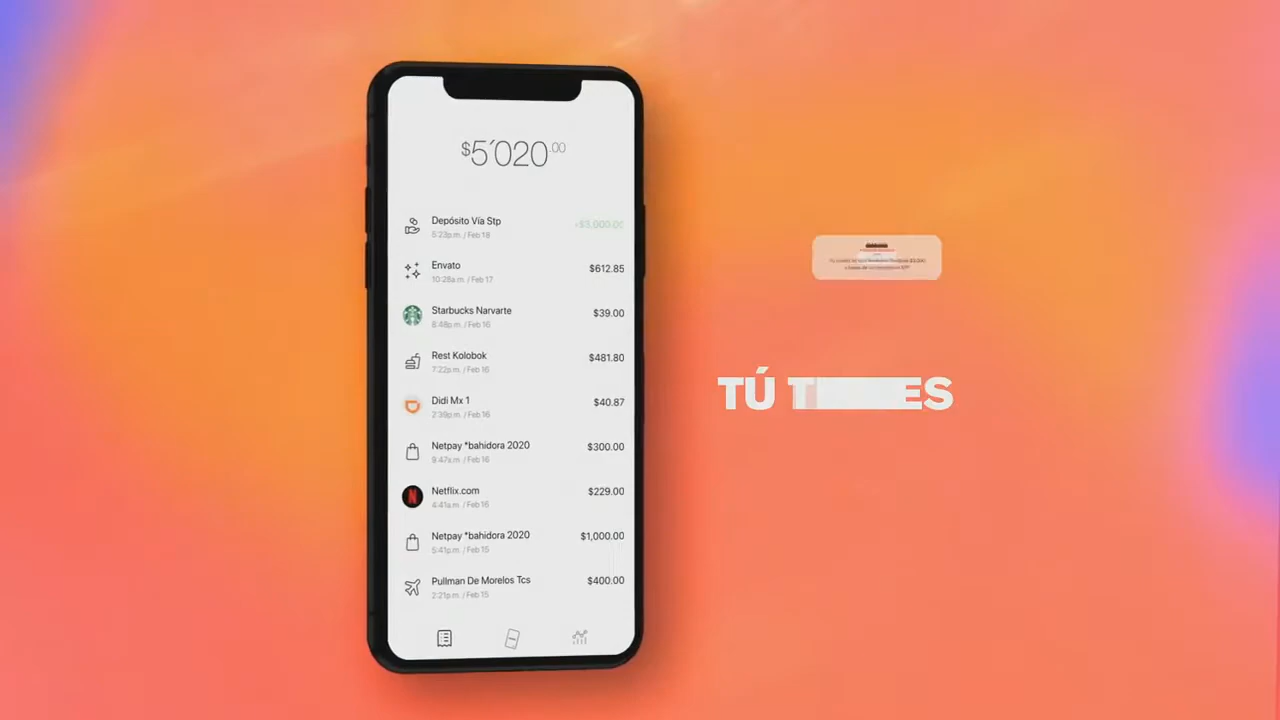 $5´020.00
Depósito Vía Stp
5:23p.m. / Feb 18
+$5,000.00
Envato
10:28a.m. / Feb 17
$612.85
Starbucks Narvarte
8:48p.m. / Feb 16
$39.00
Rest Kolobok
7:22p.m. / Feb 16
$481.80
Didi Mx 1
2:39p.m. / Feb 16
$40.87
Netpay *bahidora 2020
9:47a.m. / Feb 16
$300.00
Netflix.com
4:41a.m. / Feb 16
$229.00
Netpay *bahidora 2020
5:41p.m. / Feb 15
$1,000.00
Pullman De Morelos Tcs
2:21p.m. / Feb 15
$400.00
TÚ